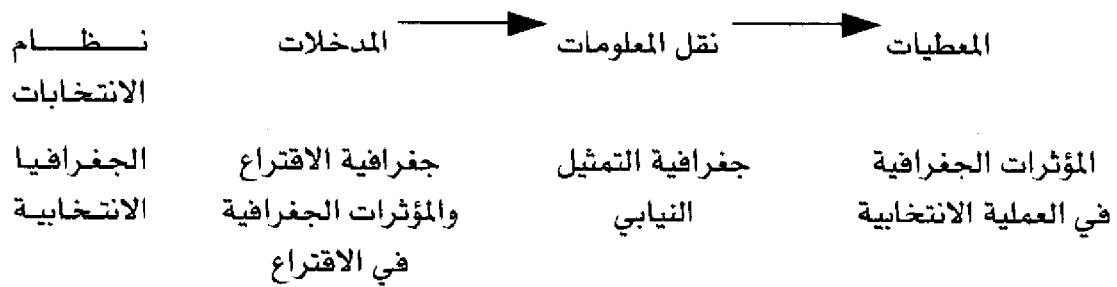 المعطيات
نقل المعلومات
المدخلات
نـــظـــام
الانتخابات
المؤثرات الجغرافية
في العملية الانتخابية
جغرافية التمثيل
النيابي
جغرافية الاقتراع
والمؤثرات الجغرافية
في الاقتراع
الجغرافيا
الانتخابية